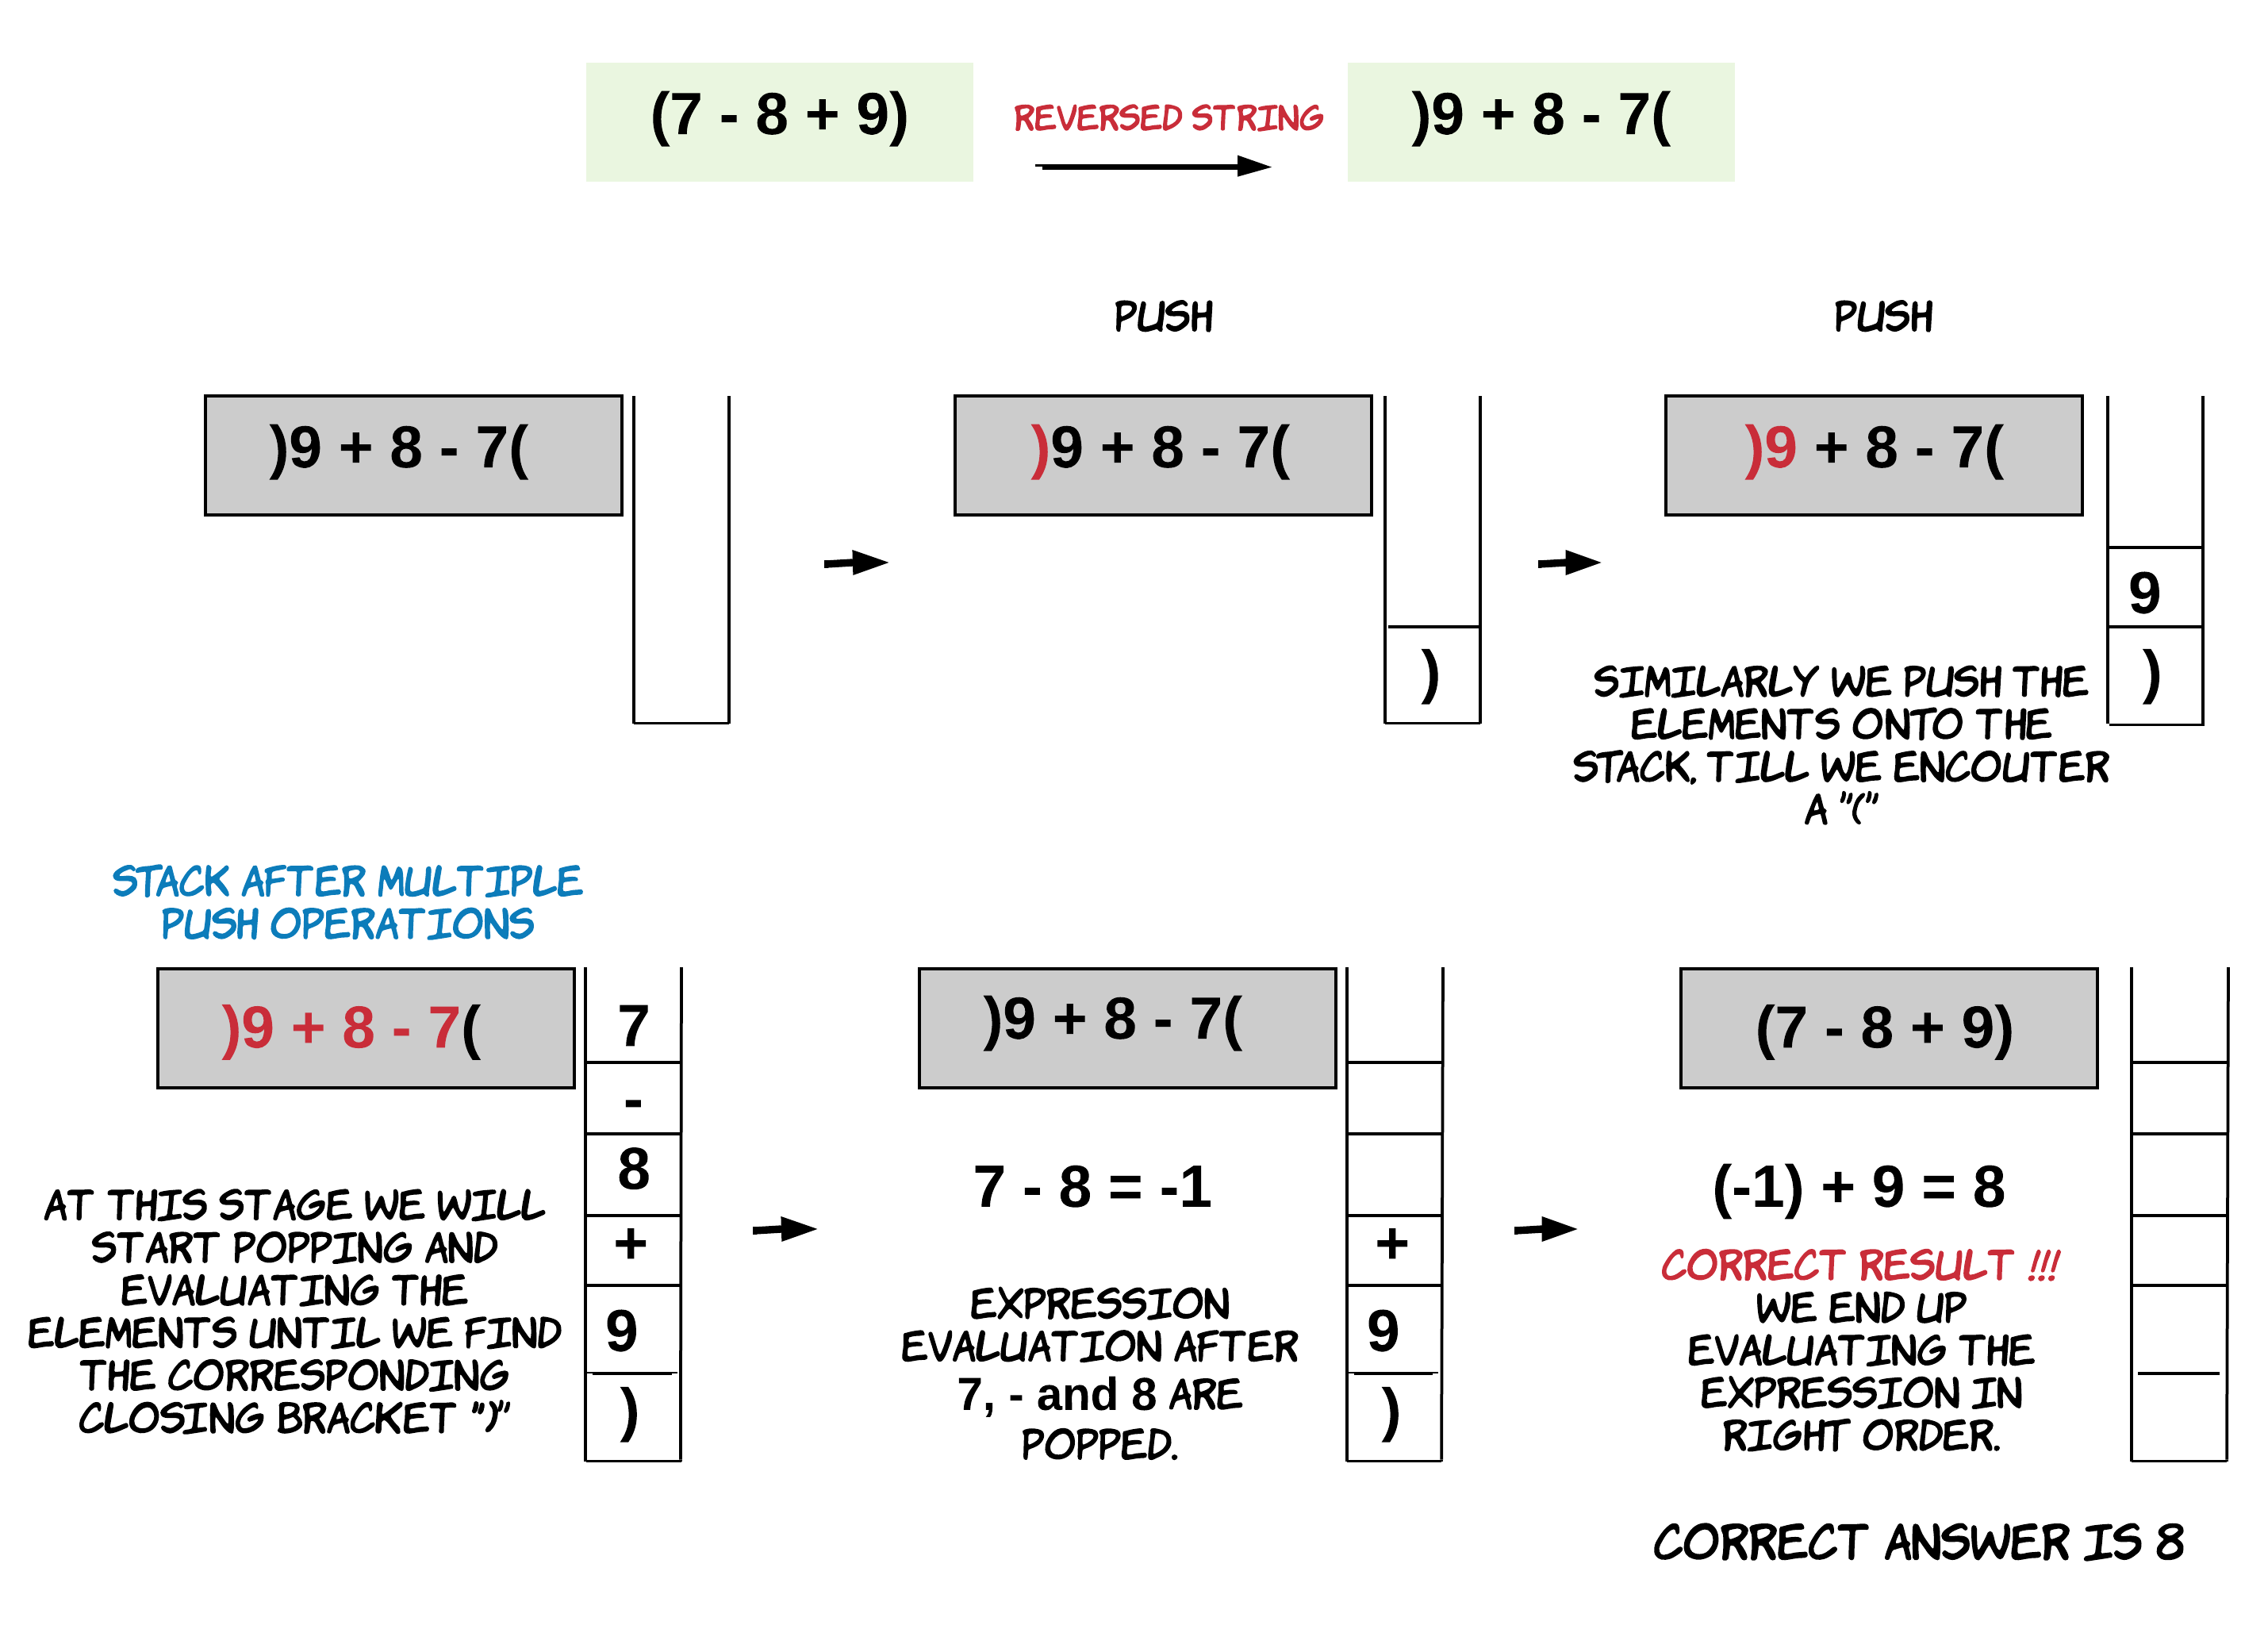 (7 - 8 + 9)
REVERSED STRING
)9 + 8 - 7(
PUSH
PUSH
)9 + 8 - 7(
)9 + 8 - 7(
)
)9 + 8 - 7(
9
)
SIMILARLY WE PUSH THE
ELEMENTS ONTO THE
STACK, TILL WE ENCOUTER
A "("
STACK AFTER MULTIPLE
PUSH OPERATIONS
)9 + 8 - 7(
7
-
8
+
9
)
AT THIS STAGE WE WILL
START POPPING AND
EVALUATING THE
ELEMENTS UNTIL WE FIND
THE CORRESPONDING
CLOSING BRACKET ")"
)9 + 8 - 7(
7 - 8 = -1
+
9
)
EXPRESSION
EVALUATION AFTER
7, - and 8 ARE
POPPED.
(7 - 8 + 9)
(-1) + 9 = 8
CORRECT RESULT !!!
WE END UP
EVALUATING THE
EXPRESSION IN
RIGHT ORDER.
CORRECT ANSWER IS 8